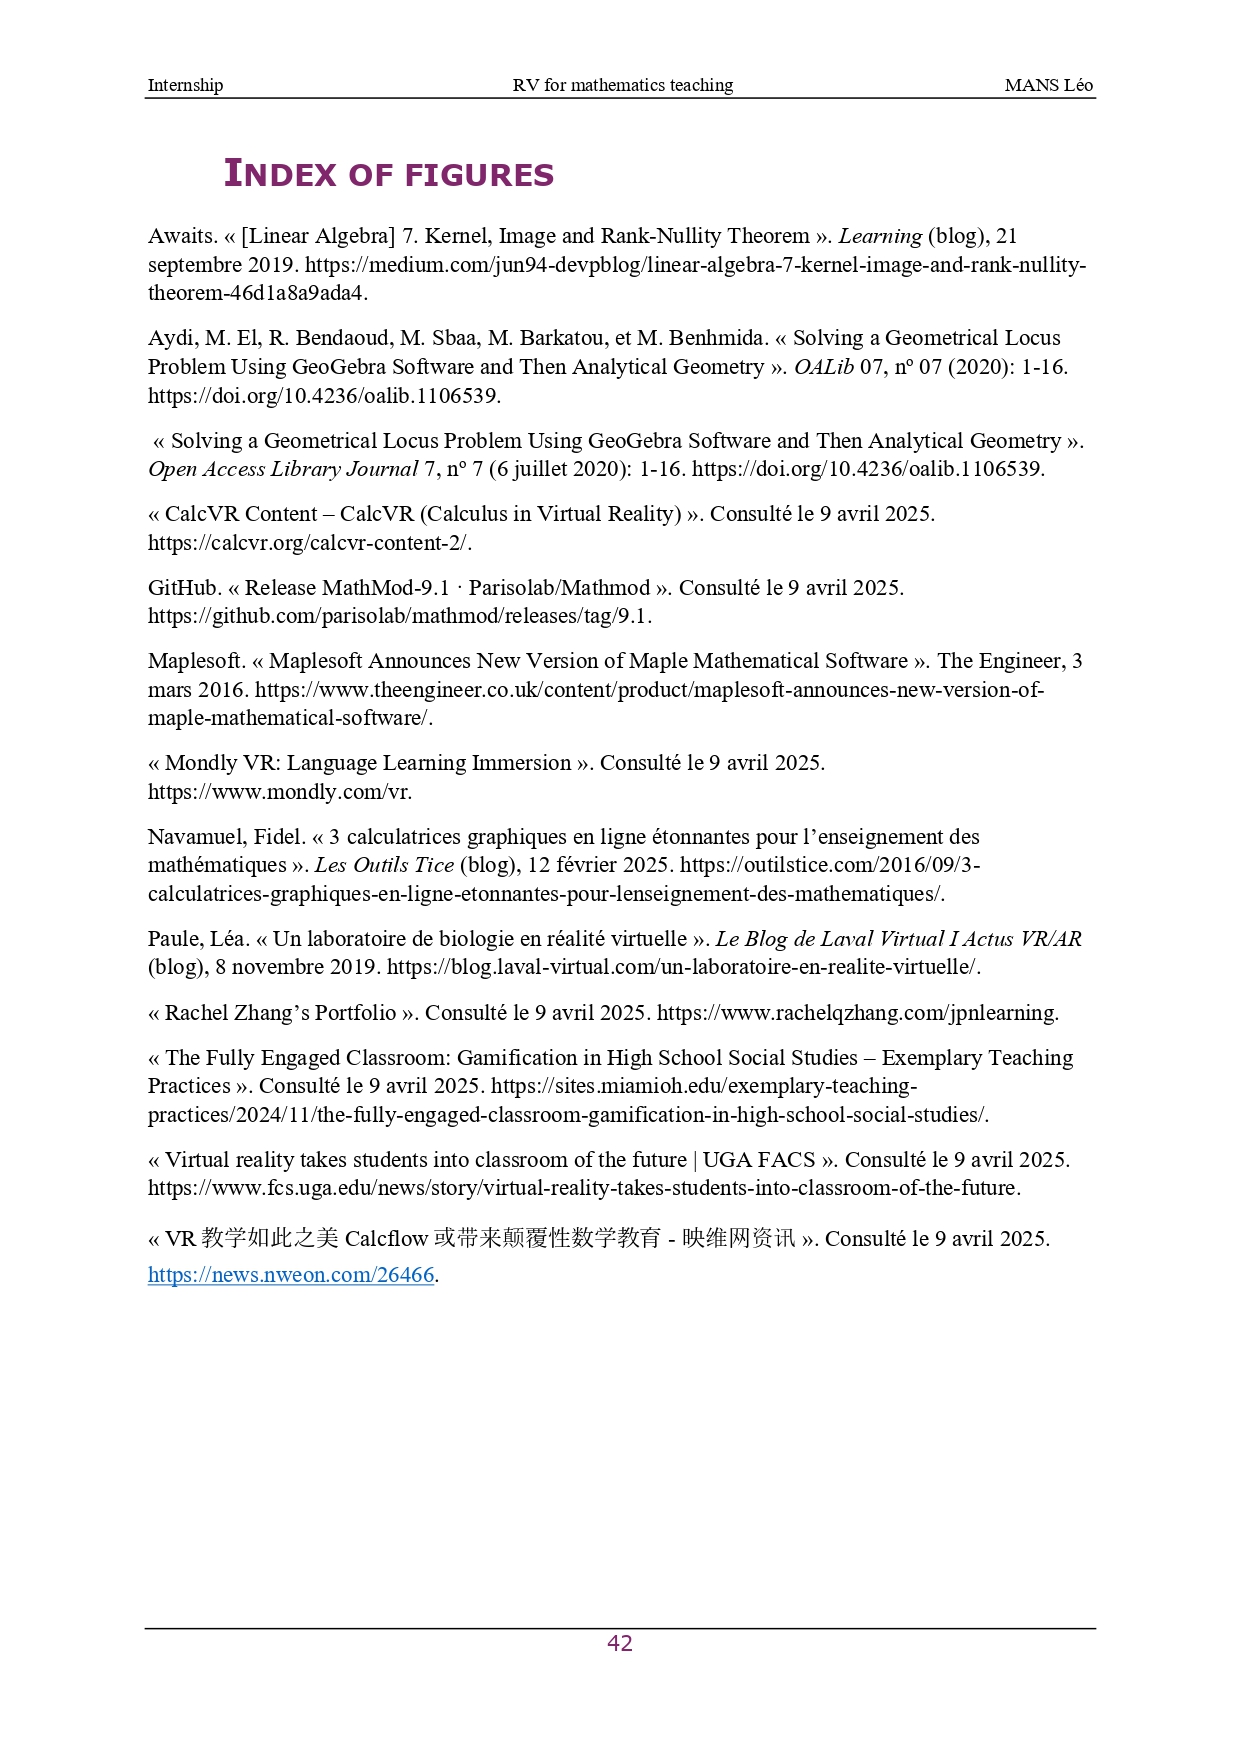 Internship RV for mathematics teaching MANS Léo
INDEX OF FIGURES
Awaits. « [Linear Algebra] 7. Kernel, Image and Rank-Nullity Theorem ». Learning (blog), 21
septembre 2019. https://medium.com/jun94-devpblog/linear-algebra-7-kernel-image-and-rank-nullity-
theorem-46d1a8a9ada4.
Aydi, M. El, R. Bendaoud, M. Sbaa, M. Barkatou, et M. Benhmida. « Solving a Geometrical Locus
Problem Using GeoGebra Software and Then Analytical Geometry ». OALib 07, nº 07 (2020): 1-16.
https://doi.org/10.4236/oalib.1106539.
« Solving a Geometrical Locus Problem Using GeoGebra Software and Then Analytical Geometry ».
Open Access Library Journal 7, nº 7 (6 juillet 2020): 1-16. https://doi.org/10.4236/oalib.1106539.
« CalcVR Content – CalcVR (Calculus in Virtual Reality) ». Consulté le 9 avril 2025.
https://calcvr.org/calcvr-content-2/.
GitHub. « Release MathMod-9.1 · Parisolab/Mathmod ». Consulté le 9 avril 2025.
https://github.com/parisolab/mathmod/releases/tag/9.1.
Maplesoft. « Maplesoft Announces New Version of Maple Mathematical Software ». The Engineer, 3
mars 2016. https://www.theengineer.co.uk/content/product/maplesoft-announces-new-version-of-
maple-mathematical-software/.
« Mondly VR: Language Learning Immersion ». Consulté le 9 avril 2025.
https://www.mondly.com/vr.
Navamuel, Fidel. « 3 calculatrices graphiques en ligne étonnantes pour l’enseignement des
mathématiques ». Les Outils Tice (blog), 12 février 2025. https://outilstice.com/2016/09/3-
calculatrices-graphiques-en-ligne-etonnantes-pour-lenseignement-des-mathematiques/.
Paule, Léa. « Un laboratoire de biologie en réalité virtuelle ». Le Blog de Laval Virtual I Actus VR/AR
(blog), 8 novembre 2019. https://blog.laval-virtual.com/un-laboratoire-en-realite-virtuelle/.
« Rachel Zhang’s Portfolio ». Consulté le 9 avril 2025. https://www.rachelqzhang.com/jpnlearning.
« The Fully Engaged Classroom: Gamification in High School Social Studies – Exemplary Teaching
Practices ». Consulté le 9 avril 2025. https://sites.miamioh.edu/exemplary-teaching-
practices/2024/11/the-fully-engaged-classroom-gamification-in-high-school-social-studies/.
« Virtual reality takes students into classroom of the future | UGA FACS ». Consulté le 9 avril 2025.
https://www.fcs.uga.edu/news/story/virtual-reality-takes-students-into-classroom-of-the-future.
« VR 教学如此之美 Calcflow 或带来颠覆性数学教育 - 映维网资讯 ». Consulté le 9 avril 2025.
https://news.nweon.com/26466.
42